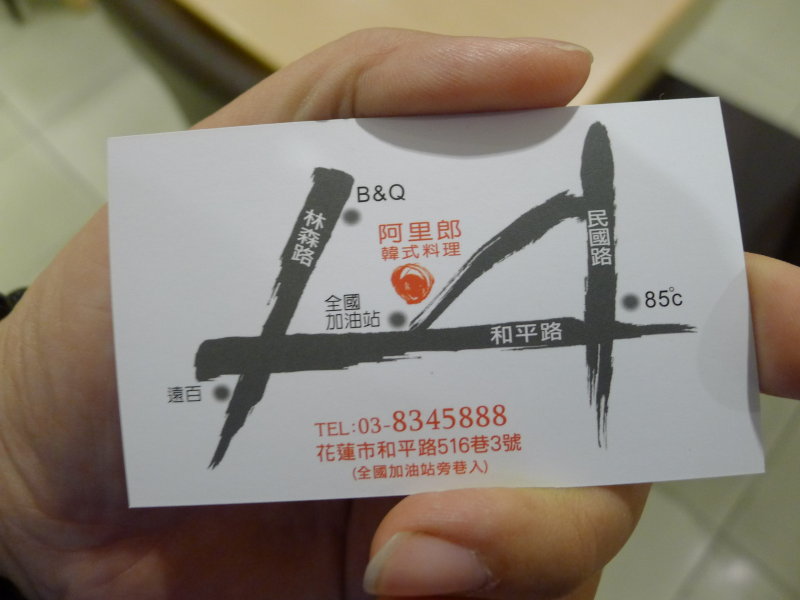 B&Q
林森路
阿里郎
韓式料理
民國路
全國
加油站
85℃
和平路
遠百
TEL:03-8345888
花蓮市和平路516巷3號
(全國加油站旁巷入)